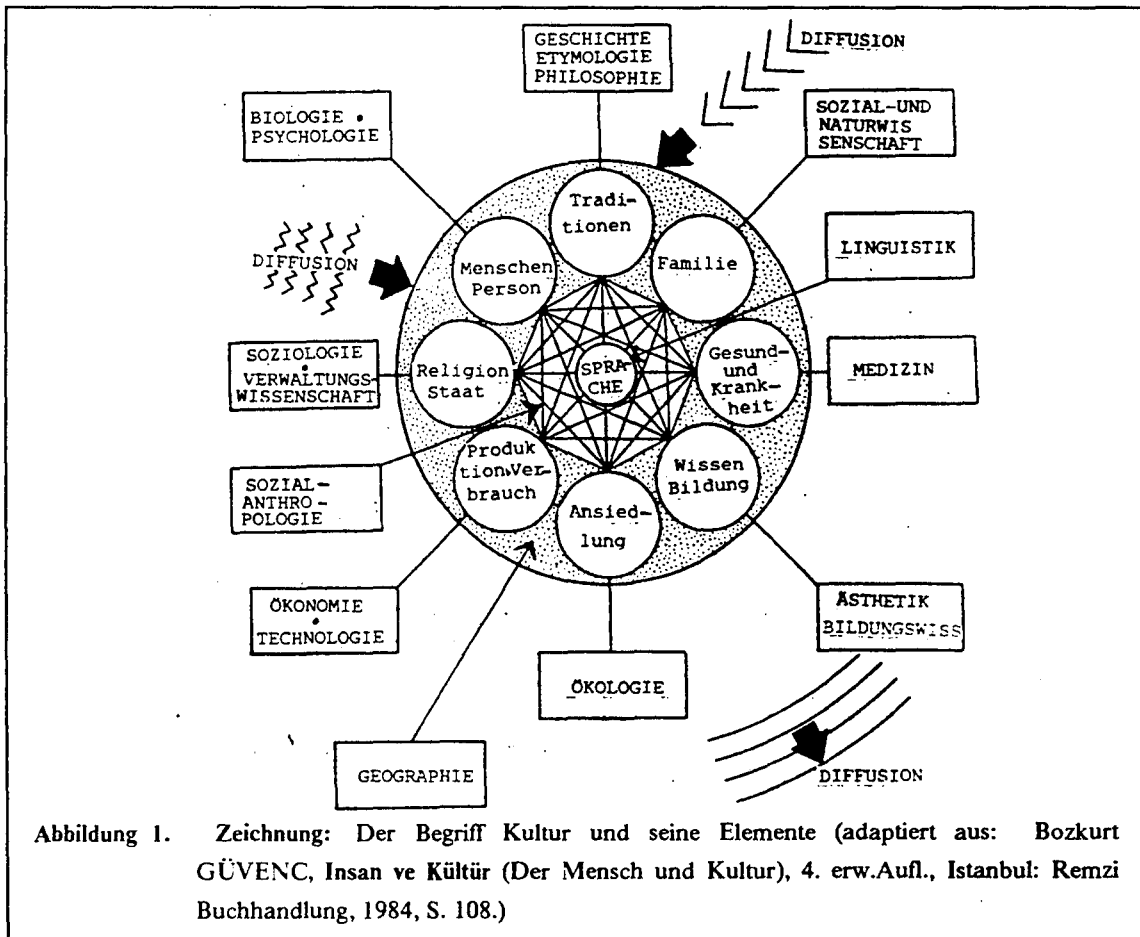 GESCHICHTE
ETYMOLOGIE
PHILOSOPHIE
DIFFUSION
BIOLOGIE •
PSYCHOLOGIE
SOZIAL-UND
NATURWIS
SENSCHAFT
Tradi-
tionen
LINGUISTIK
DIFFUSION
Menschen
Person
Familie
SOZIOLOGIE
•
VERWALTUNGS-
WISSENSCHAFT
Religion
Staat
SPRA-
CHE
Gesund-
und
Krank-
heit
MEDIZIN
Produk
tion.Ver-
brauch
Wissen
Bildung
SOZIAL-
ANTHRO-
POLOGIE
Ansied-
lung
ÖKONOMIE
•
TECHNOLOGIE
ÄSTHETIK
BILDUNGSWISS
ÖKOLOGIE
GEOGRAPHIE
DIFFUSION
Abbildung 1. Zeichnung: Der Begriff Kultur und seine Elemente (adaptiert aus: Bozkurt
GÜVENC, Insan ve Kültür (Der Mensch und Kultur), 4. erw.Aufl., Istanbul: Remzi
Buchhandlung, 1984, S. 108.)